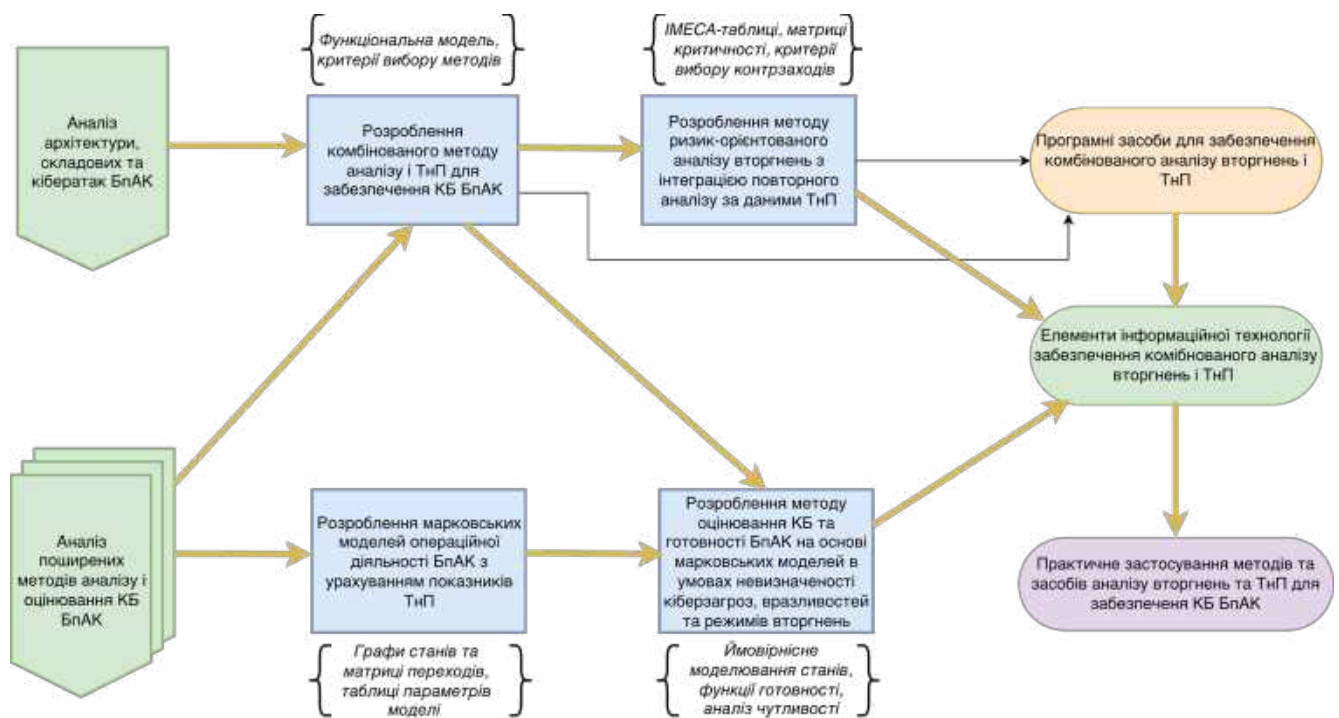 Функціональна модель,
критерії вибору методів
IMECA-таблиці, матриці
критичності, критерії
вибору контрзаходів
Аналіз
архітектури,
складових та
кібератак БпАК
Розроблення
комбінованого методу
аналізу і ТнП для
забезпечення КБ БпАК
Розроблення методу
ризик-орієнтованого
аналізу вторгнень з
інтеграцією повторного
аналізу за даними ТнП
Програмні засоби для забезпечення
комбінованого аналізу вторгнень і
ТнП
Елементи інформаційної технології
забезпечення комібнованого аналізу
вторгнень і ТнП
Аналіз
поширених
методів аналізу і
оцінювання КБ
БпАК
Розроблення марковських
моделей операційної
діяльності БпАК з
урахуванням показників
ТнП
Розроблення методу
оцінювання КБ та
готовності БпАК на основі
марковських моделей в
умовах невизначеності
кіберзагроз, вразливостей
та режимів вторгнень
Практичне застосування методів та
засобів аналізу вторгнень та ТнП для
забезпеченя КБ БпАК
Графи станів та
матриці переходів,
таблиці параметрів
моделі
Ймовірнісне
моделювання станів,
функції готовності,
аналіз чутливості